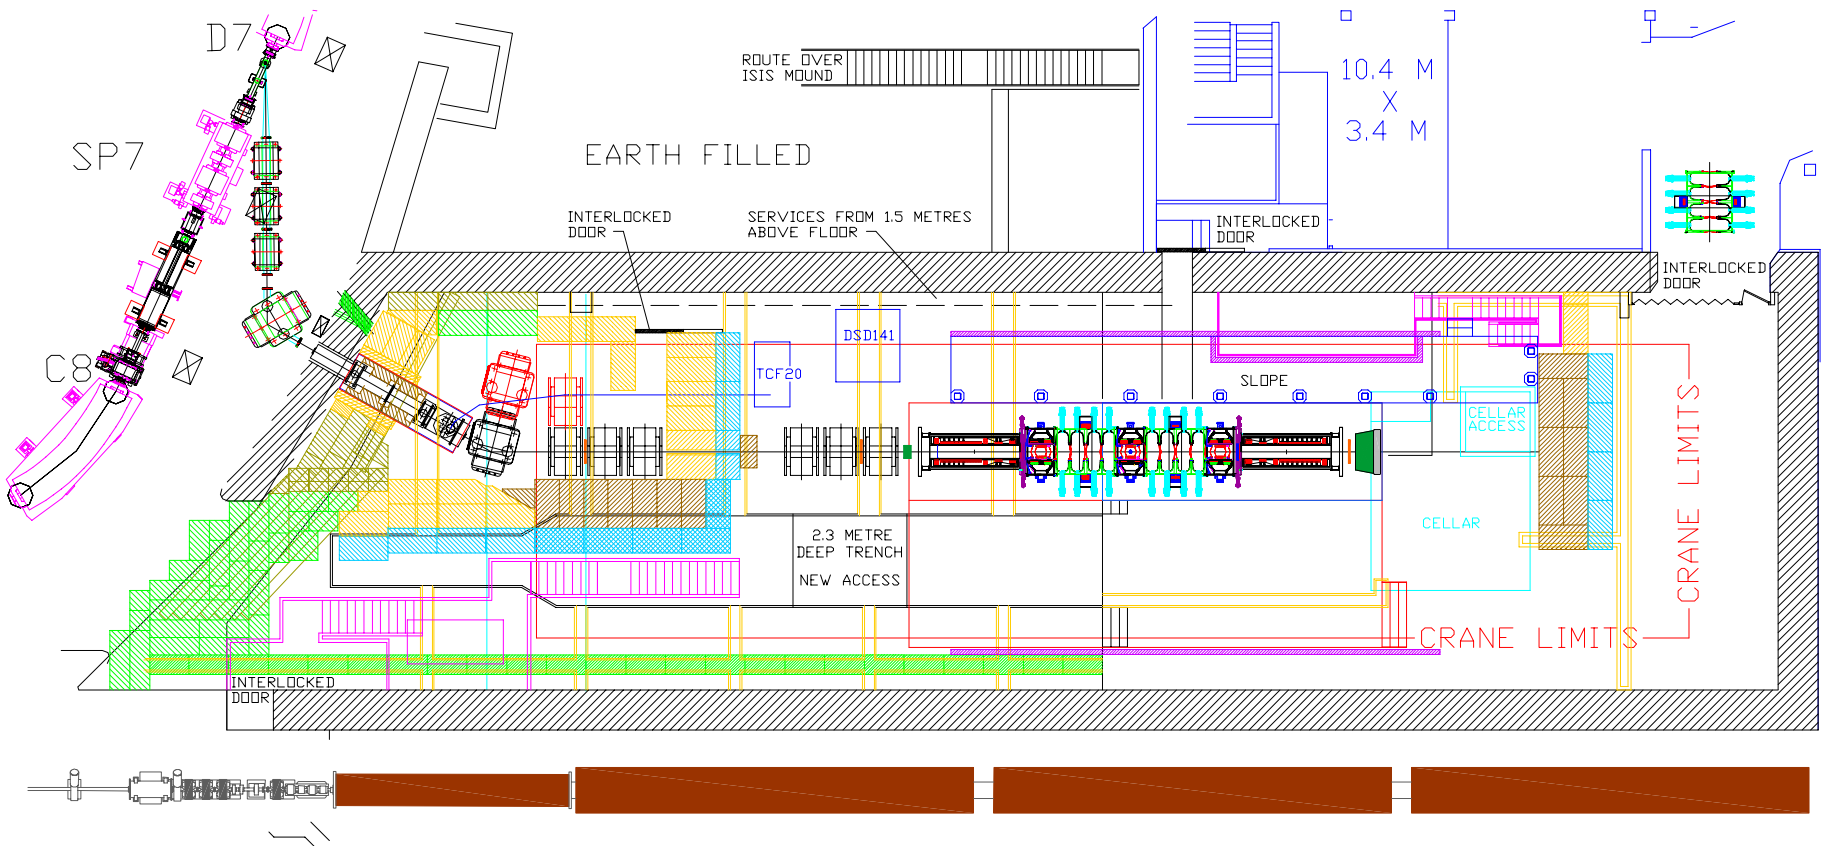 D7
ROUTE OVER
ISIS MOUND
10.4 M
X
3.4 M
SP7
EARTH FILLED
INTERLOCKED
DOOR
SERVICES FROM 1.5 METRES
ABOVE FLOOR
INTERLOCKED
DOOR
INTERLOCKED
DOOR
DSD141
TCF20
C8
SLOPE
CELLAR
ACCESS
CRANE LIMITS
CELLAR
2.3 METRE
DEEP TRENCH
NEW ACCESS
CRANE LIMITS
INTERLOCKED
DOOR